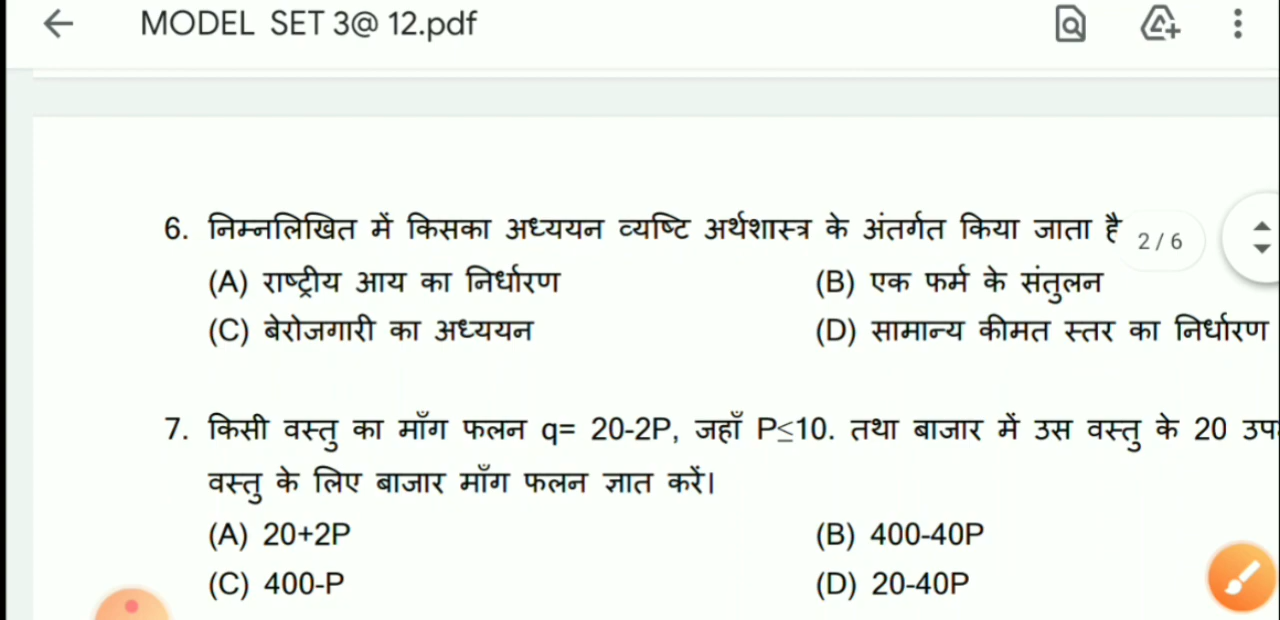 MODEL SET 3@ 12.pdf
6. निम्नलिखित में किसका अध्ययन व्यष्टि अर्थशास्त्र के अंतर्गत किया जाता है
2 / 6
(A) राष्ट्रीय आय का निर्धारण (B) एक फर्म के संतुलन
(C) बेरोजगारी का अध्ययन (D) सामान्य कीमत स्तर का निर्धारण
7. किसी वस्तु का माँग फलन q= 20-2P, जहाँ P≤10. तथा बाजार में उस वस्तु के 20
वस्तु के लिए बाजार माँग फलन ज्ञात करें।
(A) 20+2P (B) 400-40P
(C) 400-P (D) 20-40P